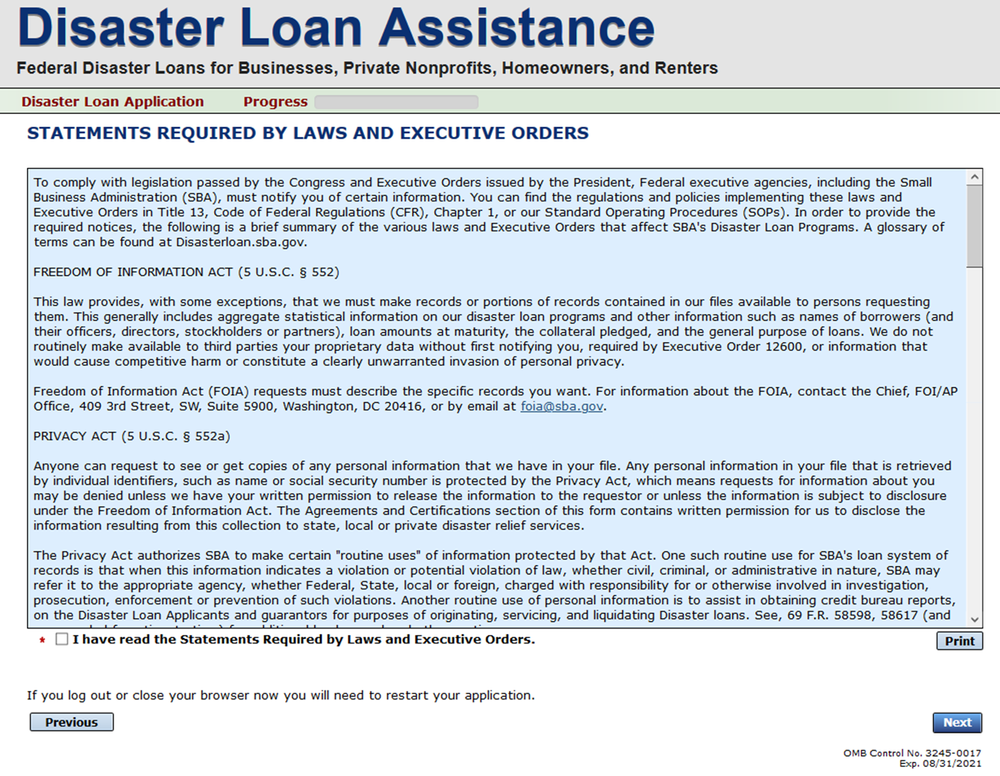 Disaster Loan Assistance
Federal Disaster Loans for Businesses, Private Nonprofits, Homeowners, and Renters
Disaster Loan Application Progress
STATEMENTS REQUIRED BY LAWS AND EXECUTIVE ORDERS
To comply with legislation passed by the Congress and Executive Orders issued by the President, Federal executive agencies, including the Small
Business Administration (SBA), must notify you of certain information. You can find the regulations and policies implementing these laws and
Executive Orders in Title 13, Code of Federal Regulations (CFR), Chapter 1, or our Standard Operating Procedures (SOPs). In order to provide the
required notices, the following is a brief summary of the various laws and Executive Orders that affect SBA's Disaster Loan Programs. A glossary of
terms can be found at Disasterloan.sba.gov.
FREEDOM OF INFORMATION ACT (5 U.S.C. § 552)
This law provides, with some exceptions, that we must make records or portions of records contained in our files available to persons requesting
them. This generally includes aggregate statistical information on our disaster loan programs and other information such as names of borrowers (and
their officers, directors, stockholders or partners), loan amounts at maturity, the collateral pledged, and the general purpose of loans. We do not
routinely make available to third parties your proprietary data without first notifying you, required by Executive Order 12600, or information that
would cause competitive harm or constitute a clearly unwarranted invasion of personal privacy.
Freedom of Information Act (FOIA) requests must describe the specific records you want. For information about the FOIA, contact the Chief, FOI/AP
Office, 409 3rd Street, SW, Suite 5900, Washington, DC 20416, or by email at foia@sba.gov.
PRIVACY ACT (5 U.S.C. § 552a)
Anyone can request to see or get copies of any personal information that we have in your file. Any personal information in your file that is retrieved
by individual identifiers, such as name or social security number is protected by the Privacy Act, which means requests for information about you
may be denied unless we have your written permission to release the information to the requestor or unless the information is subject to disclosure
under the Freedom of Information Act. The Agreements and Certifications section of this form contains written permission for us to disclose the
information resulting from this collection to state, local or private disaster relief services.
The Privacy Act authorizes SBA to make certain "routine uses" of information protected by that Act. One such routine use for SBA's loan system of
records is that when this information indicates a violation or potential violation of law, whether civil, criminal, or administrative in nature, SBA may
refer it to the appropriate agency, whether Federal, State, local or foreign, charged with responsibility for or otherwise involved in investigation,
prosecution, enforcement or prevention of such violations. Another routine use of personal information is to assist in obtaining credit bureau reports,
on the Disaster Loan Applicants and guarantors for purposes of originating, servicing, and liquidating Disaster loans. See, 69 F.R. 58598, 58617 (and
* I have read the Statements Required by Laws and Executive Orders.
Print
If you log out or close your browser now you will need to restart your application.
Previous
Next
OMB Control No. 3245-0017
Exp. 08/31/2021